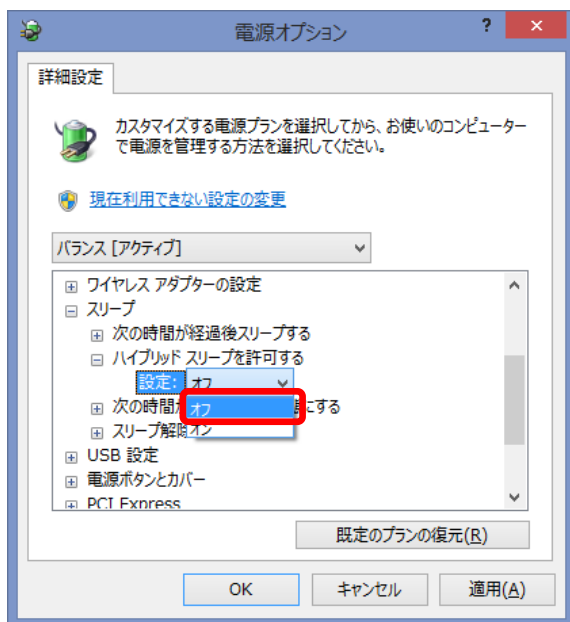 電源オプション
?
×
詳細設定
カスタマイズする電源プランを選択してから、お使いのコンピューター
で電源を管理する方法を選択してください。
現在利用できない設定の変更
バランス [アクティブ]
ワイヤレス アダプターの設定
スリープ
次の時間が経過後スリープする
ハイブリッド スリープを許可する
設定: オフ
次の時間 オフ にする
スリープ解除 オン
USB 設定
電源ボタンとカバー
PCI Express
既定のプランの復元(R)
OK キャンセル 適用(A)